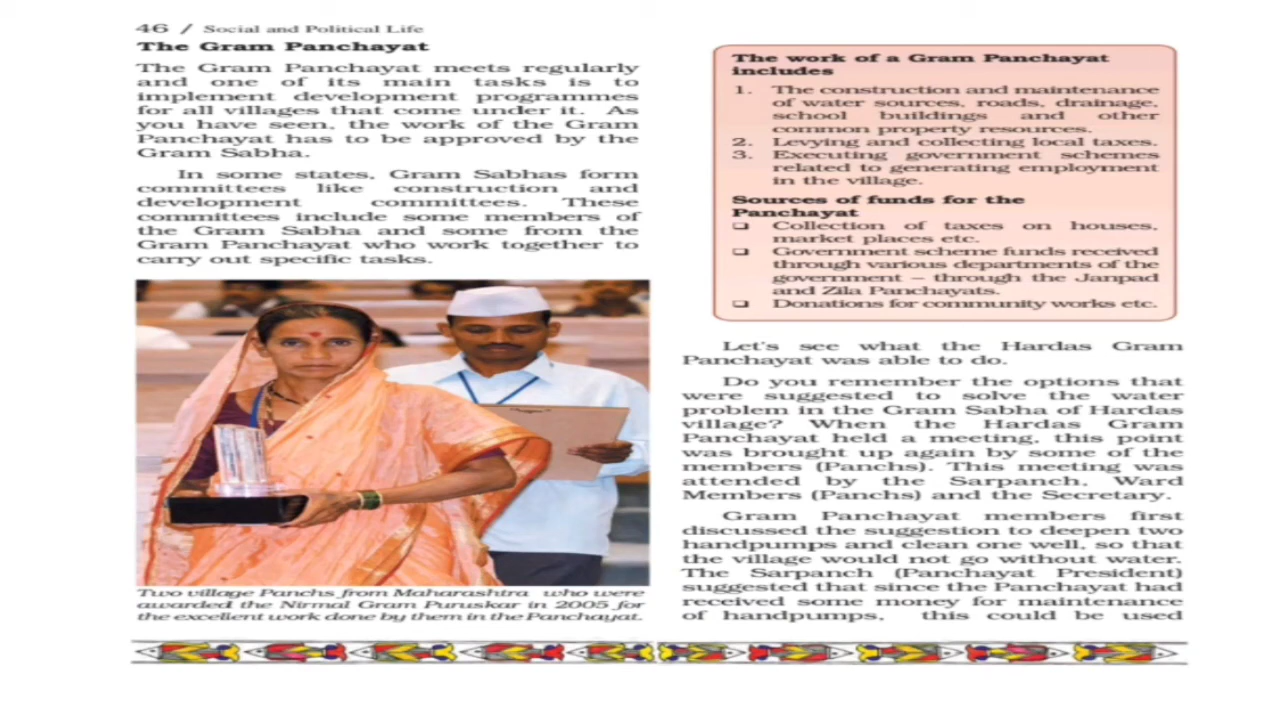 46 / Social and Political Life
The Gram Panchayat
The Gram Panchayat meets regularly
and one of its main tasks is to
implement development programmes
for all villages that come under it. As
you have seen, the work of the Gram
Panchayat has to be approved by the
Gram Sabha.
In some states, Gram Sabhas form
committees like construction and
development committees. These
committees include some members of
the Gram Sabha and some from the
Gram Panchayat who work together to
carry out specific tasks.
Two village Panchs from Maharashtra who were
awarded the Nirmal Gram Puruskar in 2005 for
the excellent work done by them in the Panchayat.
The work of a Gram Panchayat
includes
1. The construction and maintenance
of water sources, roads, drainage,
school buildings and other
common property resources.
2. Levying and collecting local taxes.
3. Executing government schemes
related to generating employment
in the village.
Sources of funds for the
Panchayat
❑ Collection of taxes on houses,
market places etc.
❑ Government scheme funds received
through various departments of the
government – through the Janpad
and Zila Panchayats.
❑ Donations for community works etc.
Let's see what the Hardas Gram
Panchayat was able to do.
Do you remember the options that
were suggested to solve the water
problem in the Gram Sabha of Hardas
village? When the Hardas Gram
Panchayat held a meeting, this point
was brought up again by some of the
members (Panchs). This meeting was
attended by the Sarpanch, Ward
Members (Panchs) and the Secretary.
Gram Panchayat members first
discussed the suggestion to deepen two
handpumps and clean one well, so that
the village would not go without water.
The Sarpanch (Panchayat President)
suggested that since the Panchayat had
received some money for maintenance
of handpumps, this could be used